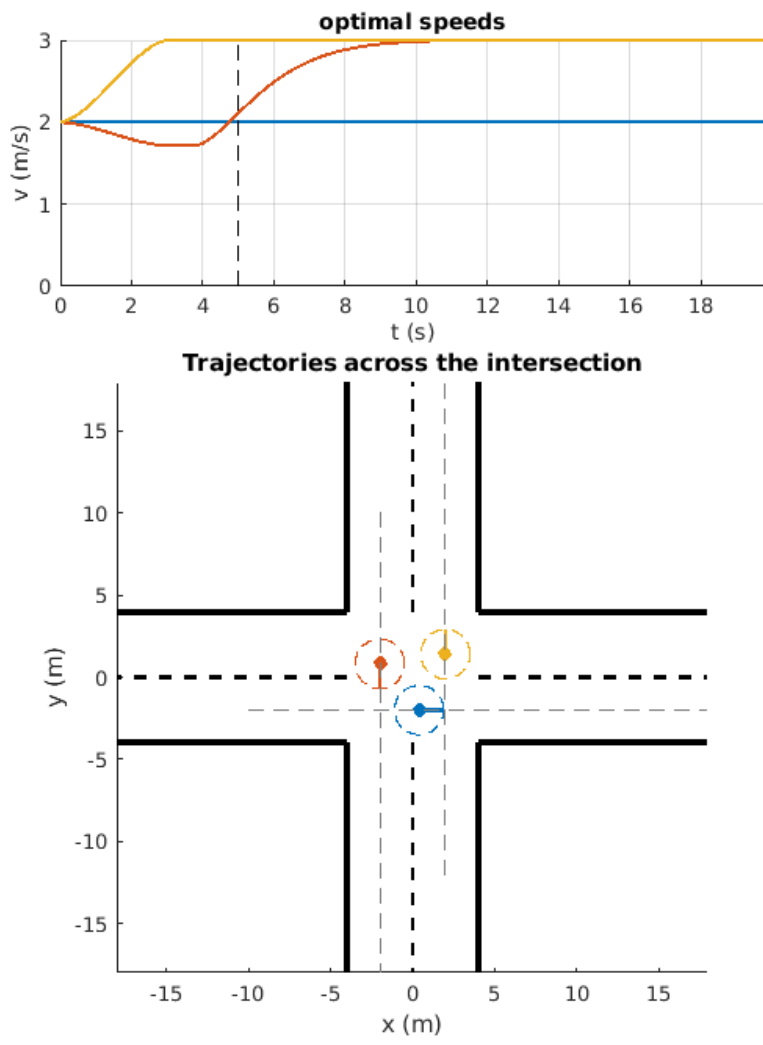 optimal speeds
3
2
1
0
v (m/s)
0 2 4 6 8 10 12 14 16 18
t (s)
Trajectories across the intersection
15
10
5
0
-5
-10
-15
y (m)
-15 -10 -5 0 5 10 15
x (m)